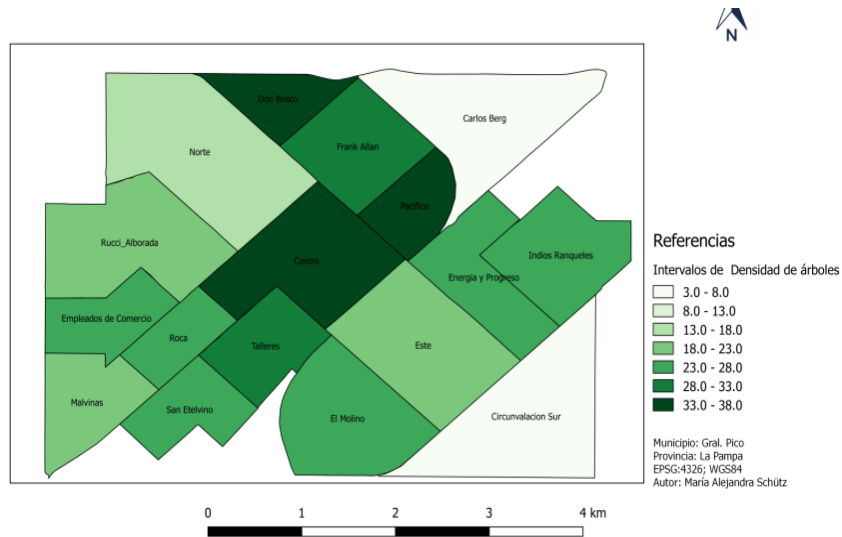 N
Don Bosco
Carlos Berg
Frank Allan
Norte
Pacifico
Rucci_Alborada
Indios Ranqueles
Centro
Energia y Progreso
Empleados de Comercio
Roca
Talleres
Este
Malvinas
San Etelvino
El Molino
Circunvalacion Sur
Referencias
Intervalos de Densidad de árboles
3.0 - 8.0
8.0 - 13.0
13.0 - 18.0
18.0 - 23.0
23.0 - 28.0
28.0 - 33.0
33.0 - 38.0
Municipio: Gral. Pico
Provincia: La Pampa
EPSG:4326; WGS84
Autor: María Alejandra Schütz
0 1 2 3 4 km